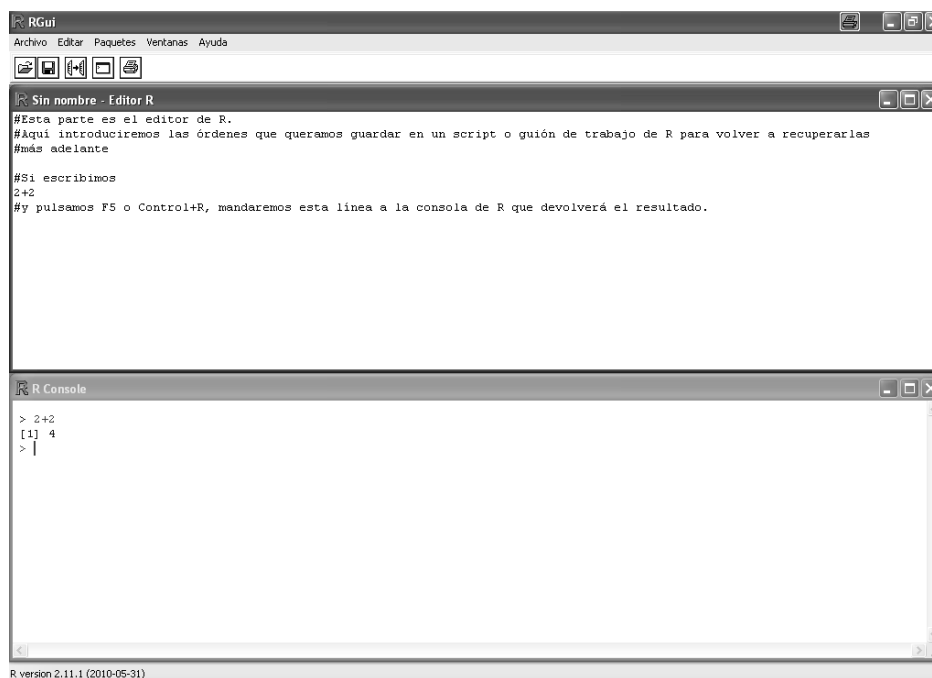 RGui
Archivo Editar Paquetes Ventanas Ayuda
Sin nombre - Editor R
#Esta parte es el editor de R.
#Aquí introduciremos las órdenes que queramos guardar en un script o guión de trabajo de R para volver a recuperarlas
#más adelante
#Si escribimos
2+2
#y pulsamos F5 o Control+R, mandaremos esta línea a la consola de R que devolverá el resultado.
R Console
> 2+2
[1] 4
>
R version 2.11.1 (2010-05-31)